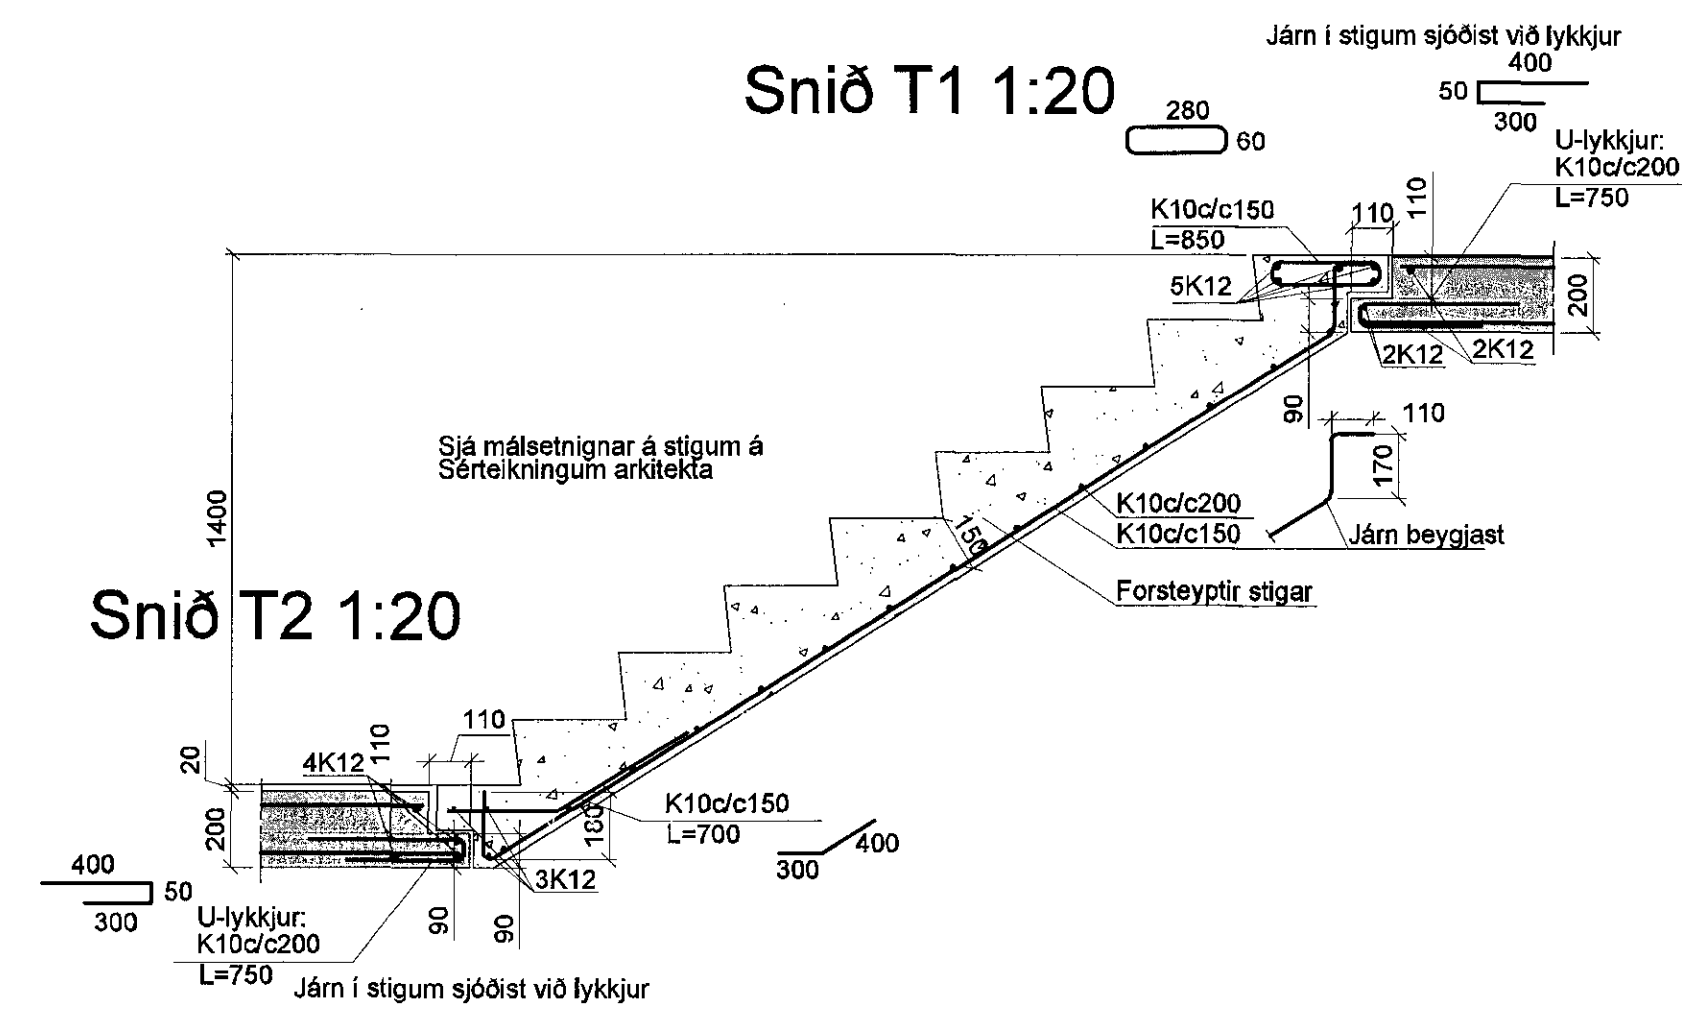 Járn í stigum sjóðist við lykkjur
400
50
300
Snið T1 1:20
280
60
U-lykkjur:
K10c/c200
L=750
K10c/c150
L=850
110
110
5K12
200
2K12
2K12
90
110
170
Járn beygjast
Sjá málsetnignar á stigum á
Sérteikningum arkitekta
1400
150
K10c/c200
K10c/c150
Forsteyptir stigar
Snið T2 1:20
20
4K12
110
110
200
180
K10c/c150
L=700
300
400
3K12
90
90
400
50
300
U-lykkjur:
K10c/c200
L=750
Járn í stigum sjóðist við lykkjur